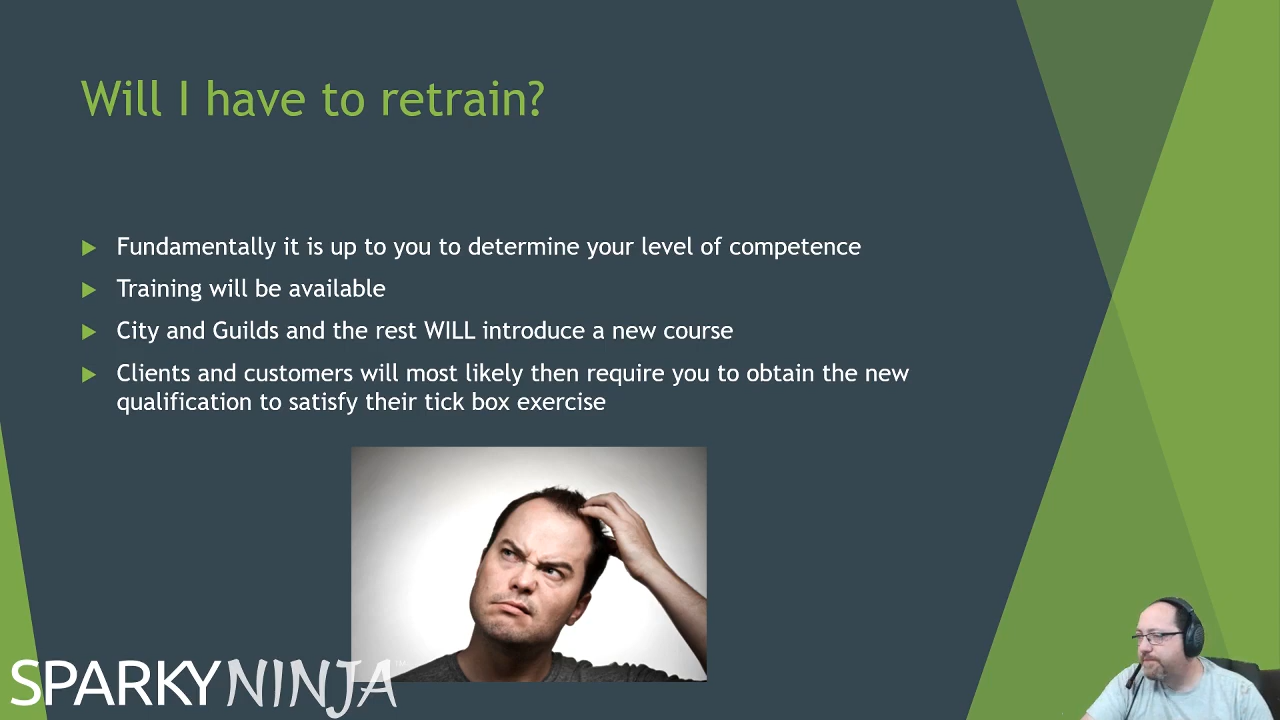 Will I have to retrain?
Fundamentally it is up to you to determine your level of competence
Training will be available
City and Guilds and the rest WILL introduce a new course
Clients and customers will most likely then require you to obtain the new
qualification to satisfy their tick box exercise
SPARKYNINJA™